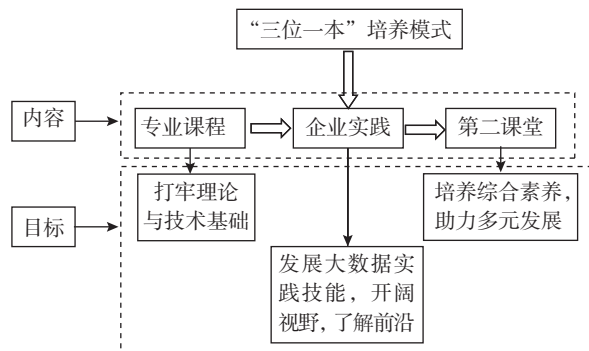 “三位一本”培养模式
内容
专业课程
企业实践
第二课堂
目标
打牢理论
与技术基础
培养综合素养，
助力多元发展
发展大数据实
践技能，开阔
视野，了解前沿